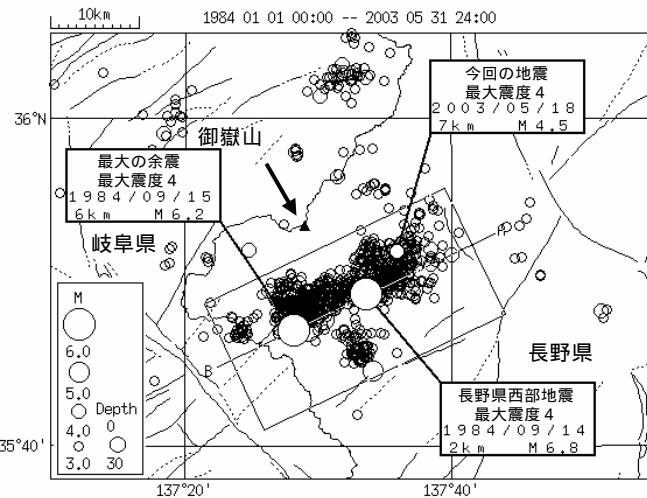 10km
1984 01 01 00:00 -- 2003 05 31 24:00
今回の地震
最大震度４
2003/05/18
7km M4.5
36°N
御嶽山
最大の余震
最大震度４
1984/09/15
6km M6.2
岐阜県
A
M
6.0
5.0
4.0
3.0
Depth
0
30
B
長野県
長野県西部地震
最大震度４
1984/09/14
2km M6.8
35°40'
137°20'
137°40'